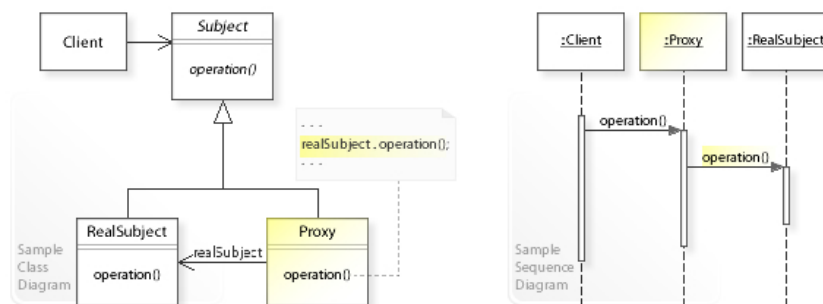 Client
Subject
operation()
- - -
realSubject.operation();
- - -
RealSubject
operation()
realSubject
Proxy
operation()
Sample
Class
Diagram
:Client
:Proxy
:RealSubject
operation()
operation()
Sample
Sequence
Diagram